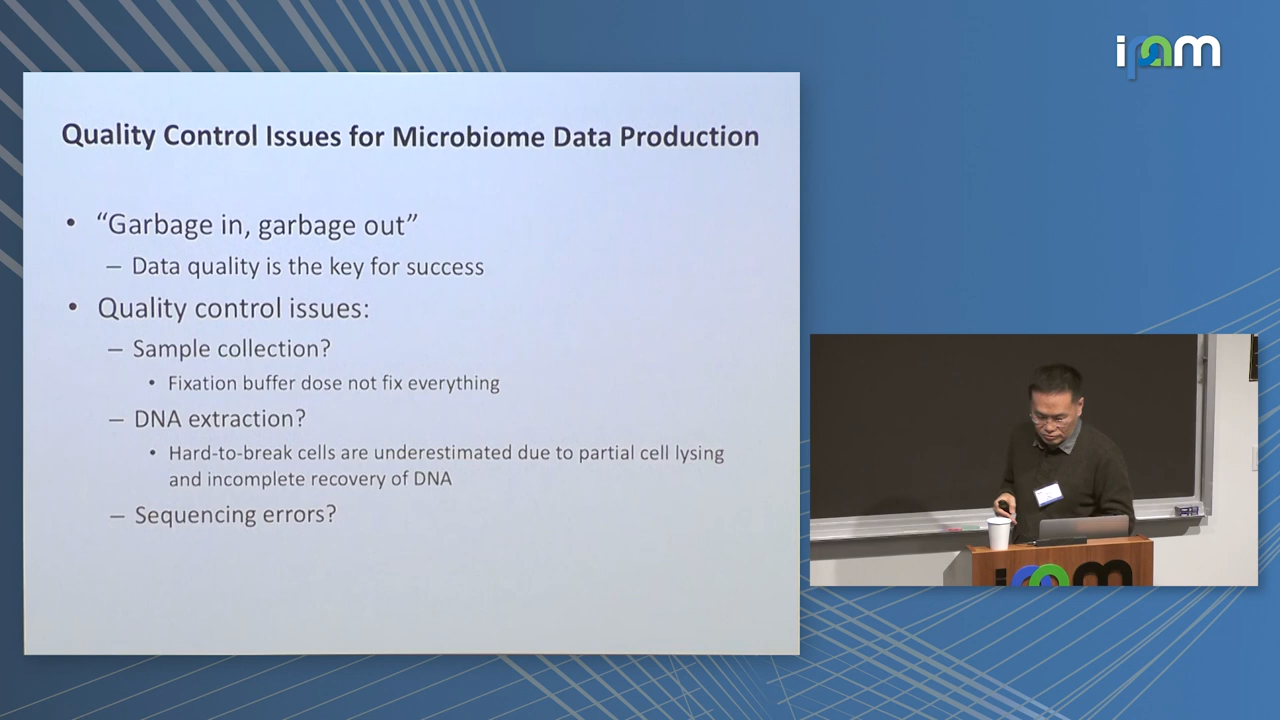 ipam
Quality Control Issues for Microbiome Data Production
• “Garbage in, garbage out”
– Data quality is the key for success
• Quality control issues:
– Sample collection?
• Fixation buffer dose not fix everything
– DNA extraction?
• Hard-to-break cells are underestimated due to partial cell lysing
and incomplete recovery of DNA
– Sequencing errors?
ipam